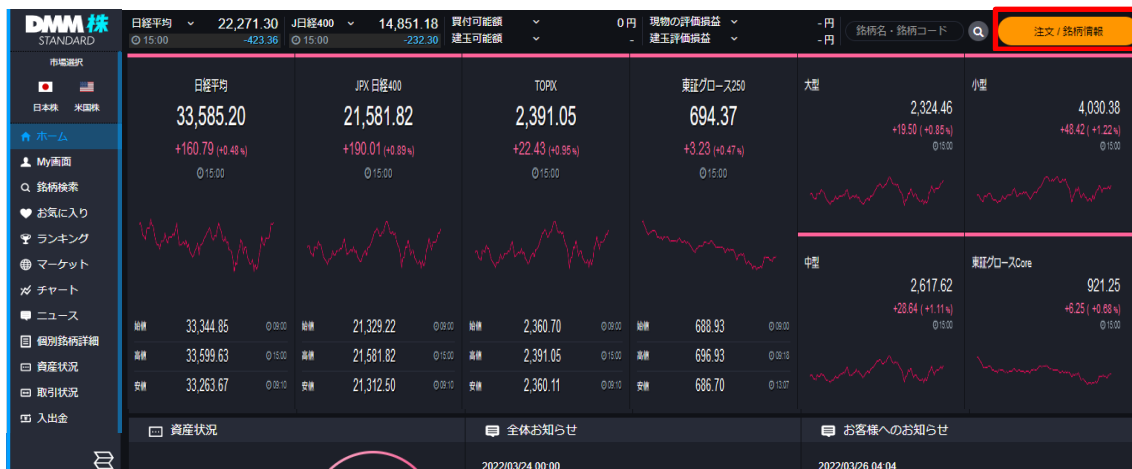 DMM 株
STANDARD
市場選択
日本株 米国株
ホーム
My画面
銘柄検索
お気に入り
ランキング
マーケット
チャート
ニュース
個別銘柄詳細
資産状況
取引状況
入出金
日経平均 22,271.30 J日経400 14,851.18 買付可能額 0円 現物の評価損益 -円
15:00 -423.36 15:00 -232.30 建玉可能額 - 建玉評価損益 -円
銘柄名・銘柄コード
注文 / 銘柄情報
日経平均
33,585.20
+160.79 (+0.48 %)
15:00
始値 33,344.85 09:00
高値 33,599.63 15:00
安値 33,263.67 09:10
JPX 日経400
21,581.82
+190.01 (+0.89 %)
15:00
始値 21,329.22 09:00
高値 21,581.82 15:00
安値 21,312.50 09:10
TOPIX
2,391.05
+22.43 (+0.95 %)
15:00
始値 2,360.70 09:00
高値 2,391.05 15:00
安値 2,360.11 09:10
東証グロース250
694.37
+3.23 (+0.47 %)
15:00
始値 688.93 09:00
高値 696.93 09:18
安値 686.70 13:07
大型
2,324.46
+19.50 ( +0.85 %)
15:00
小型
4,030.38
+48.42 ( +1.22 %)
15:00
中型
2,617.62
+28.64 ( +1.11 %)
15:00
東証グロースCore
921.25
+6.25 ( +0.68 %)
15:00
資産状況
全体お知らせ
2022/03/24 00:00
お客様へのお知らせ
2022/03/26 04:04